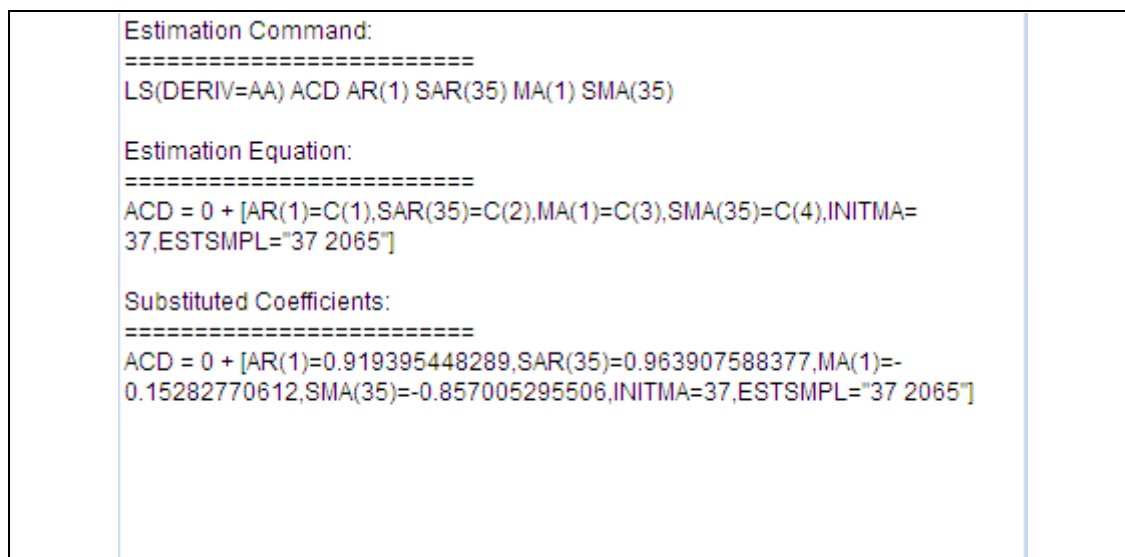 Estimation Command:
=========================
LS(DERIV=AA) ACD AR(1) SAR(35) MA(1) SMA(35)
Estimation Equation:
=========================
ACD = 0 + [AR(1)=C(1),SAR(35)=C(2),MA(1)=C(3),SMA(35)=C(4),INITMA=
37,ESTSMPL="37 2065"]
Substituted Coefficients:
=========================
ACD = 0 + [AR(1)=0.919395448289,SAR(35)=0.963907588377,MA(1)=-
0.15282770612,SMA(35)=-0.857005295506,INITMA=37,ESTSMPL="37 2065"]